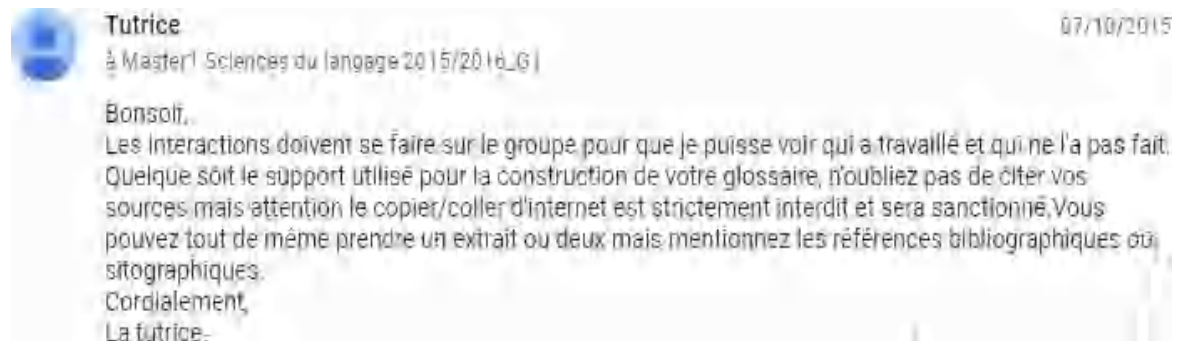 Tutrice 07/10/2015
à Master1 Sciences du langage 2015/2016_G1
Bonsoir,
Les interactions doivent se faire sur le groupe pour que je puisse voir qui a travaillé et qui ne l'a pas fait.
Quelque soit le support utilisé pour la construction de votre glossaire, n'oubliez pas de citer vos
sources mais attention le copier/coller d'internet est strictement interdit et sera sanctionné.Vous
pouvez tout de même prendre un extrait ou deux mais mentionnez les références bibliographiques ou
sitographiques.
Cordialement,
La tutrice.